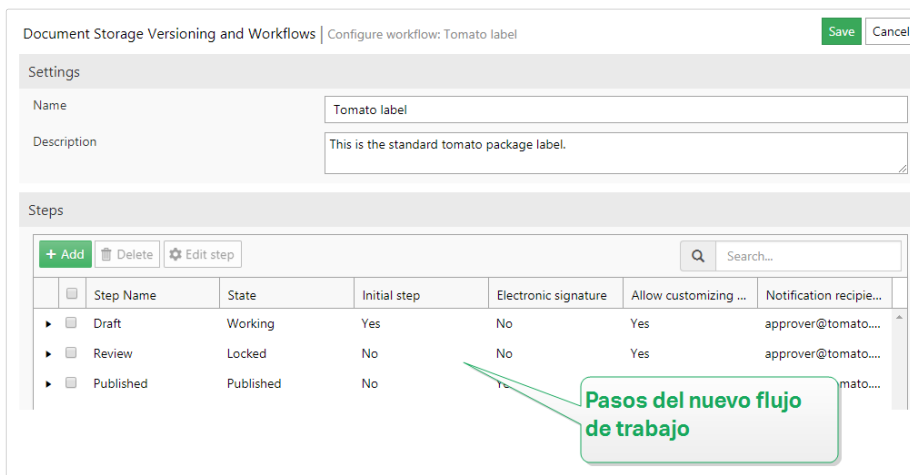 Document Storage Versioning and Workflows | Configure workflow: Tomato label Save Cancel
Settings
Name Tomato label
Description This is the standard tomato package label.
Steps
+ Add Delete Edit step Search...
Step Name State Initial step Electronic signature Allow customizing ... Notification recipie...
Draft Working Yes No Yes approver@tomato....
Review Locked No No Yes approver@tomato....
Published Published No
Pasos del nuevo flujo
de trabajo